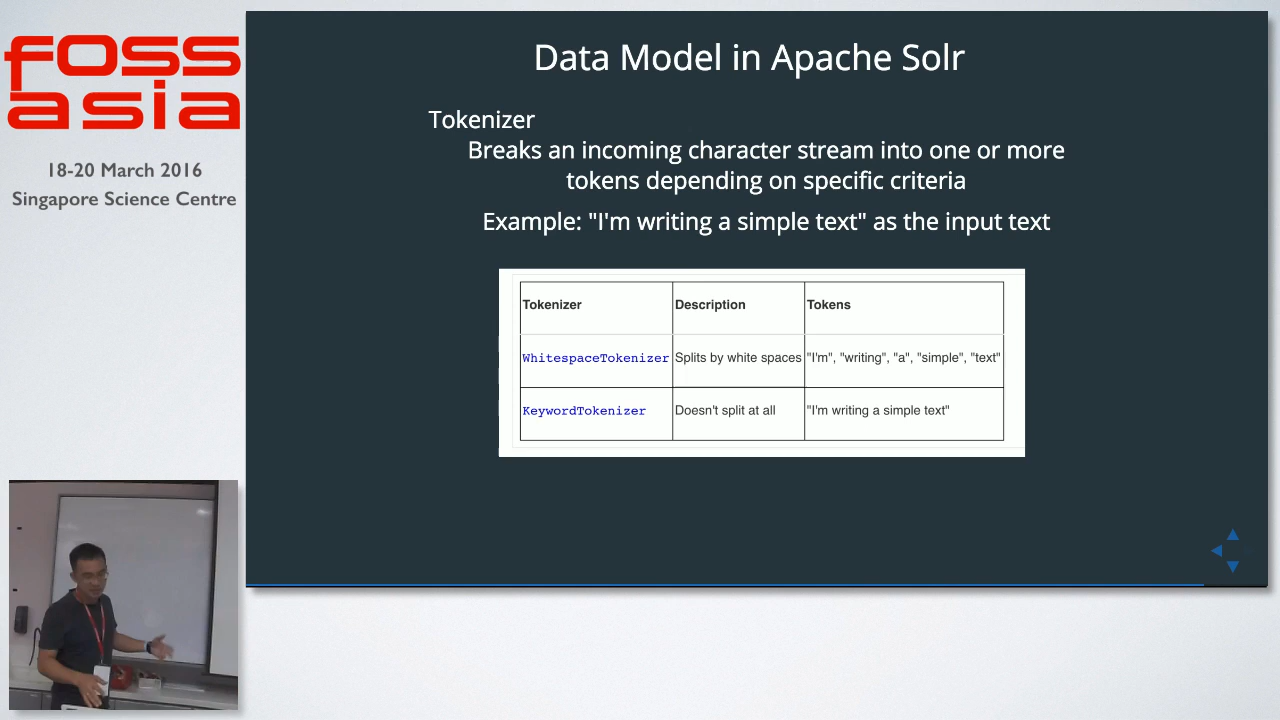 foss
asia
18-20 March 2016
Singapore Science Centre
Data Model in Apache Solr
Tokenizer
Breaks an incoming character stream into one or more
tokens depending on specific criteria
Example: "I'm writing a simple text" as the input text
Tokenizer Description Tokens
WhitespaceTokenizer Splits by white spaces "I'm", "writing", "a", "simple", "text"
KeywordTokenizer Doesn't split at all "I'm writing a simple text"